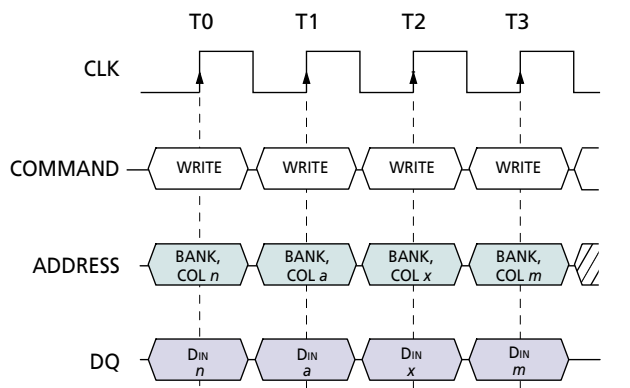 T0 T1 T2 T3
CLK
COMMAND WRITE WRITE WRITE WRITE
ADDRESS
BANK, BANK, BANK, BANK,
COL n COL a COL x COL m
DQ
DIN DIN DIN DIN
n a x m